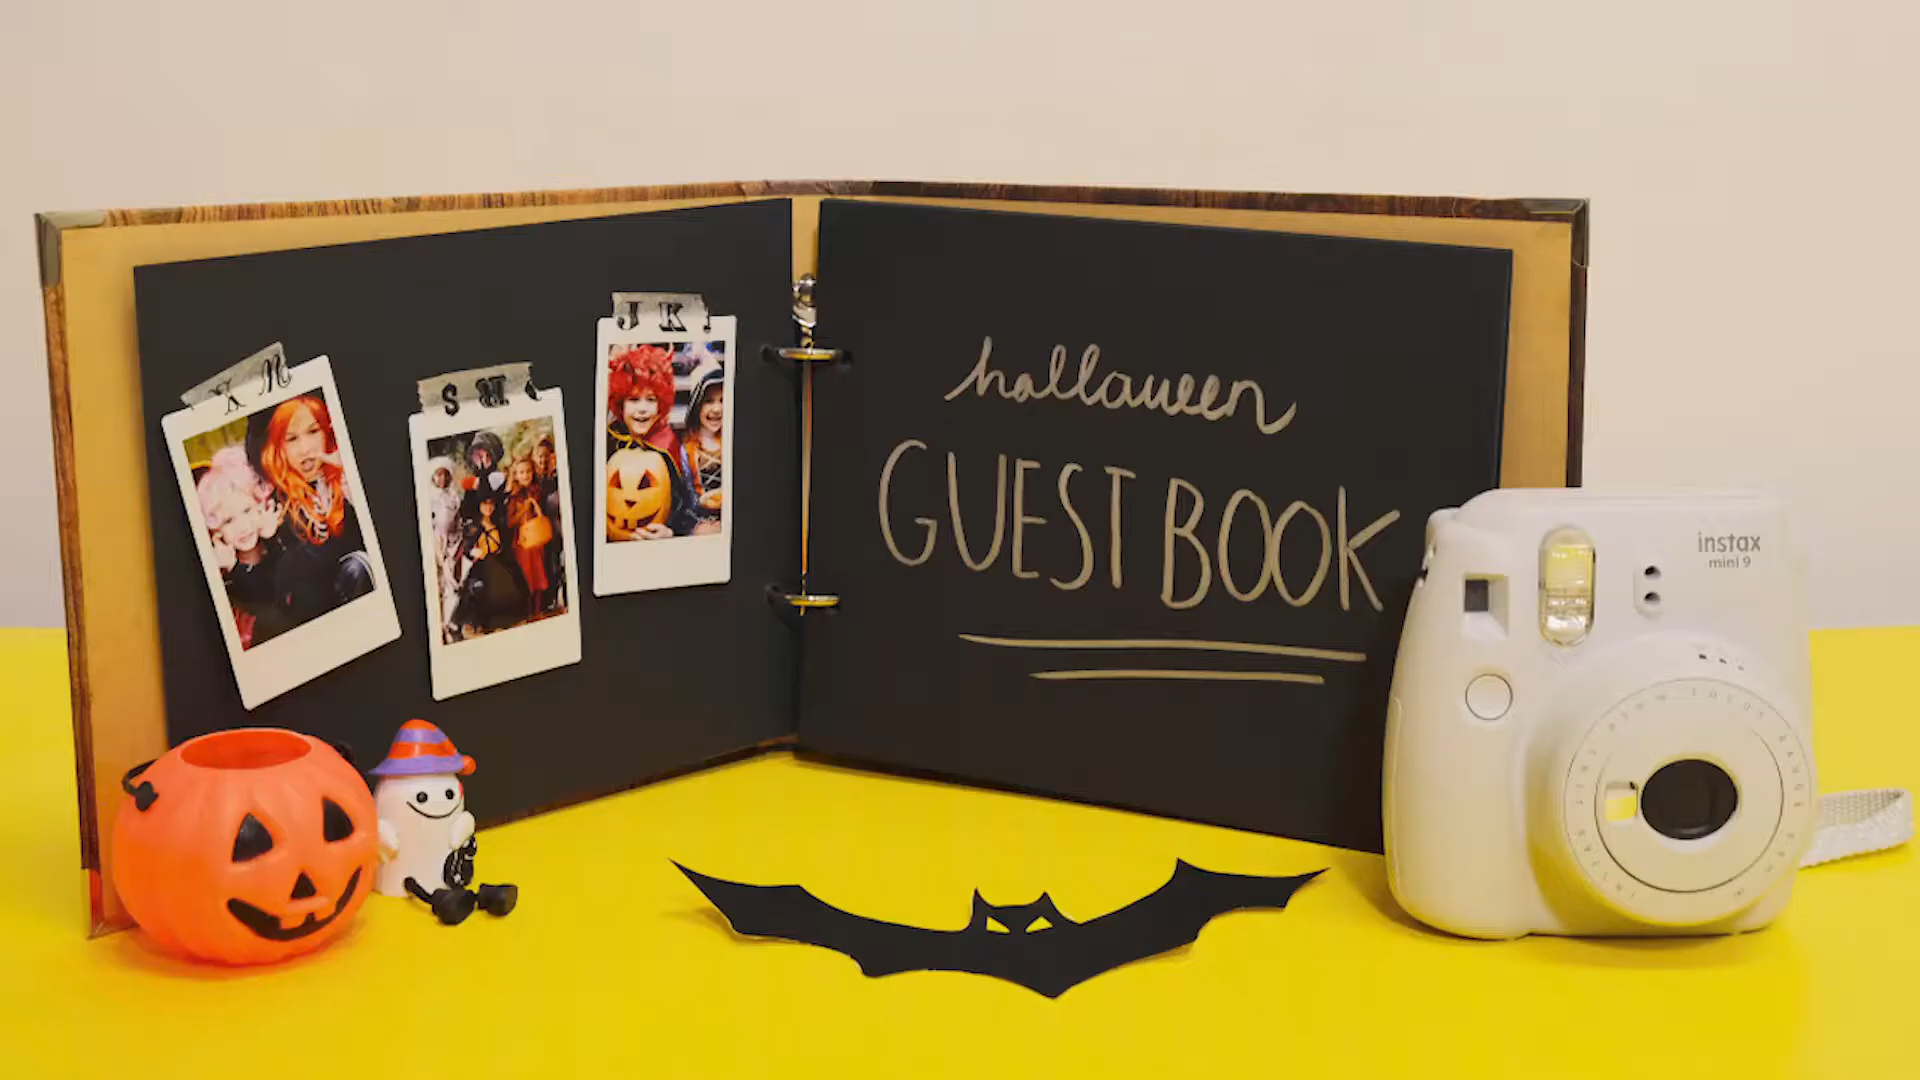 X M
S H
J K
halloween
GUEST BOOK
instax
mini 9